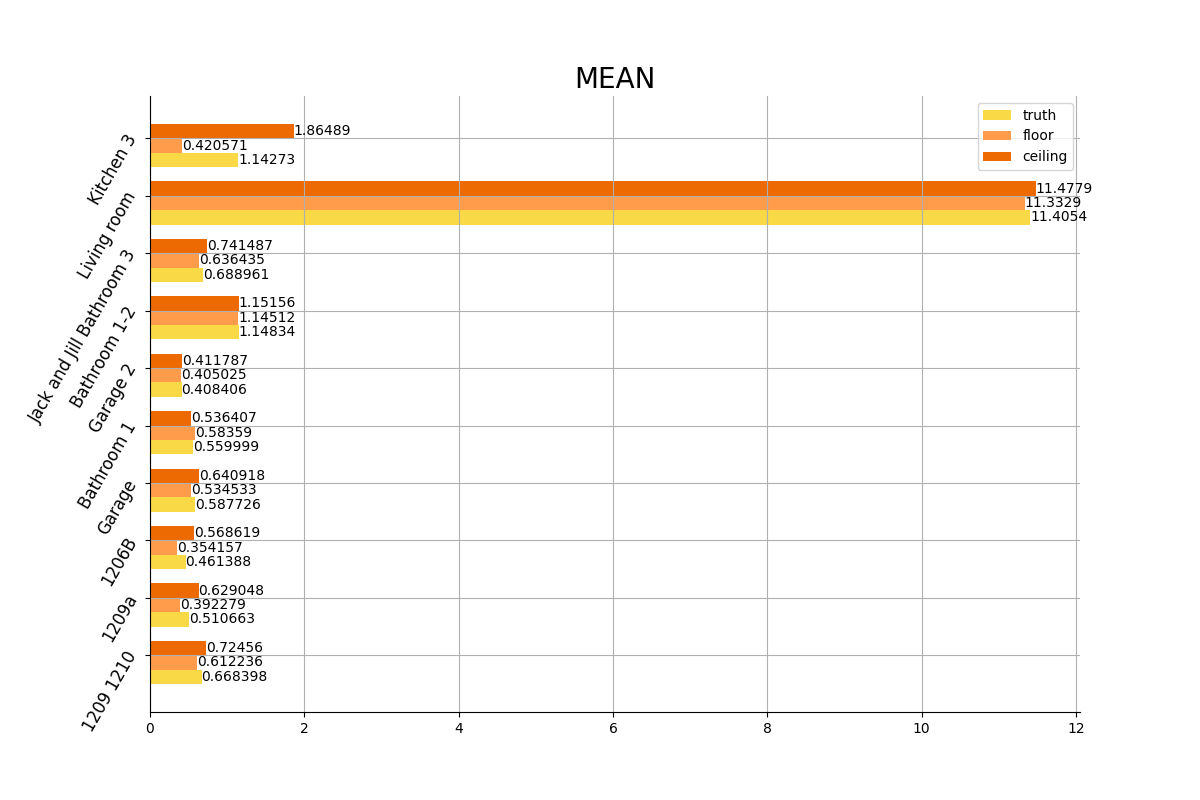 MEAN
truth
floor
ceiling
Kitchen 3
1.86489
0.420571
1.14273
Living room
11.4779
11.3329
11.4054
Jack and Jill Bathroom 3
0.741487
0.636435
0.688961
Bathroom 1-2
1.15156
1.14512
1.14834
Garage 2
0.411787
0.405025
0.408406
Bathroom 1
0.536407
0.58359
0.559999
Garage
0.640918
0.534533
0.587726
1206B
0.568619
0.354157
0.461388
1209a
0.629048
0.392279
0.510663
1209 1210
0.72456
0.612236
0.668398
0 2 4 6 8 10 12